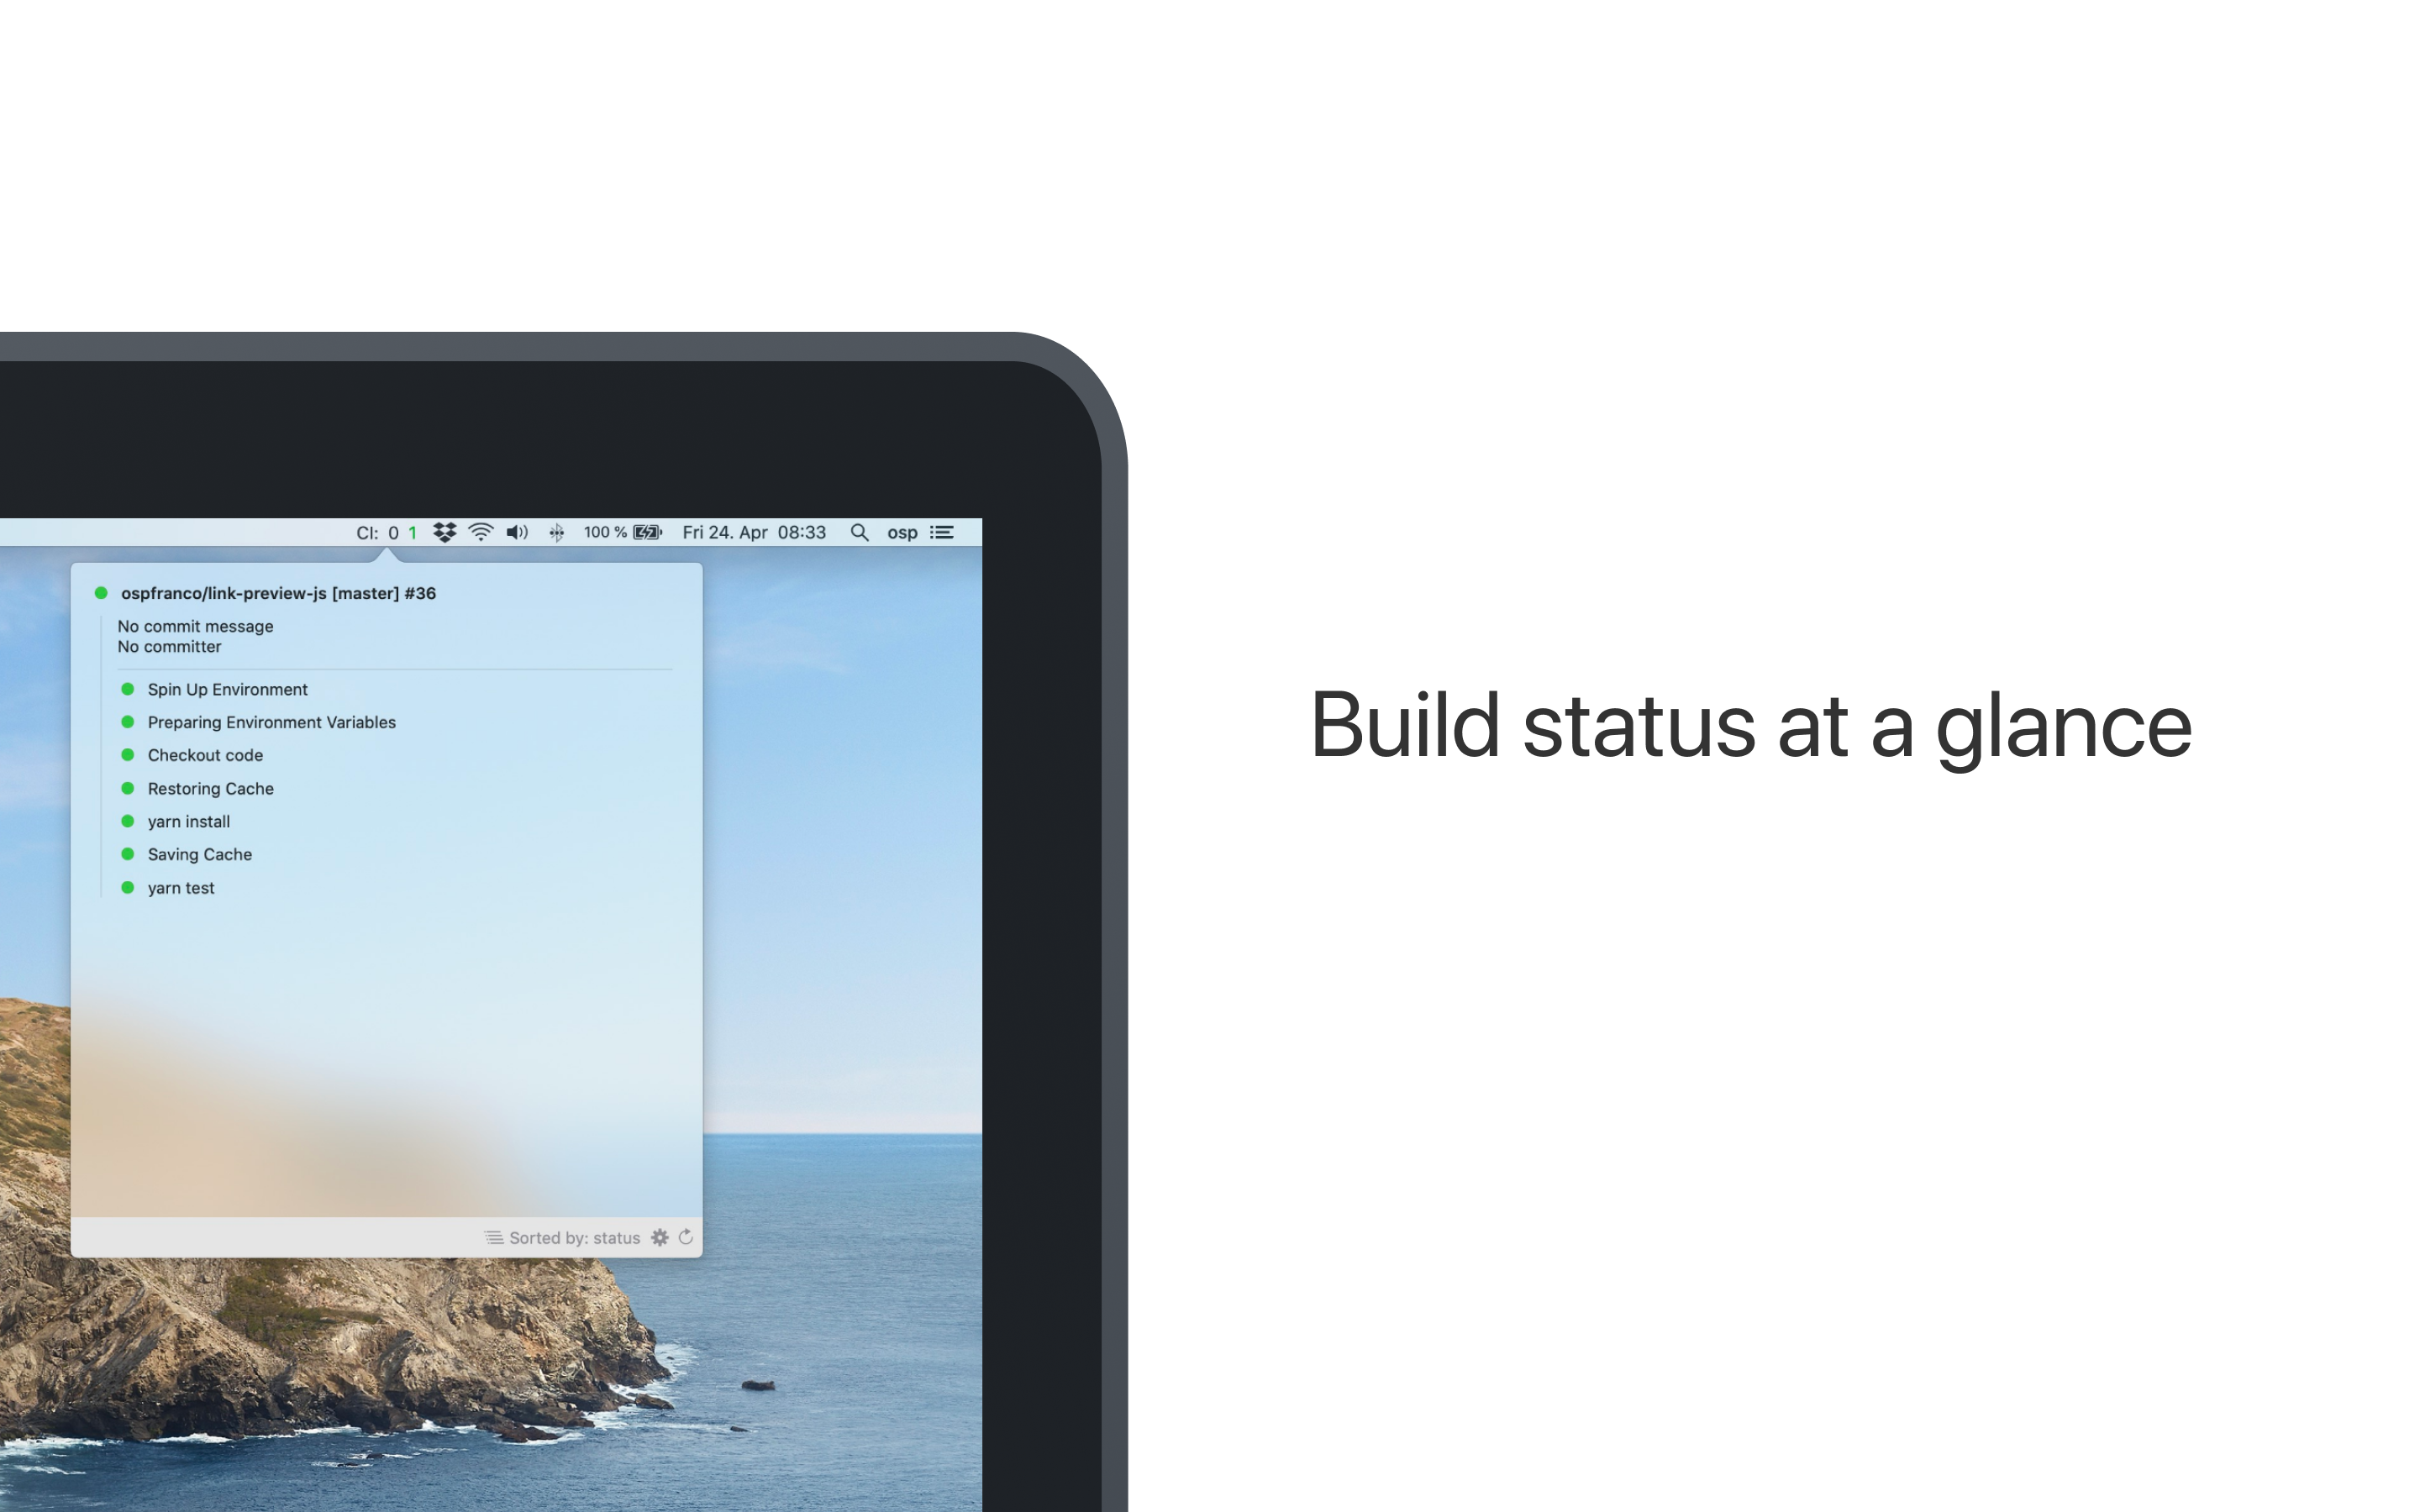 CI: 0 1 100 % Fri 24. Apr 08:33 osp
ospfranco/link-preview-js [master] #36
No commit message
No committer
Spin Up Environment
Preparing Environment Variables
Checkout code
Restoring Cache
yarn install
Saving Cache
yarn test
Sorted by: status
Build status at a glance